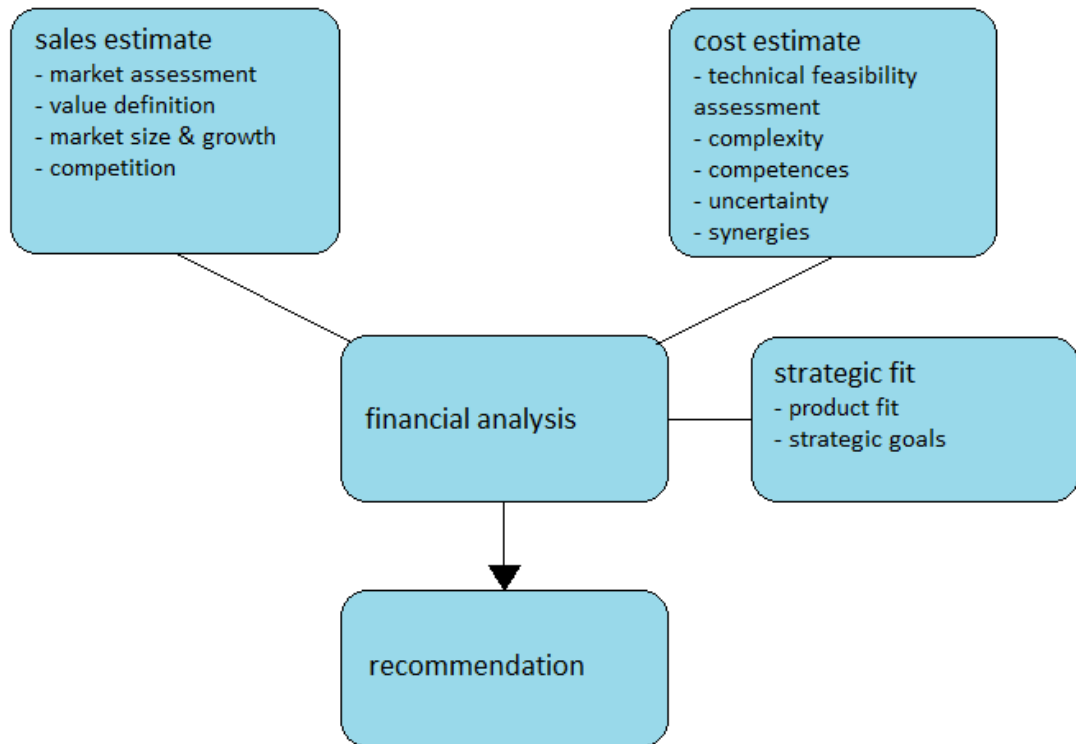 sales estimate
- market assessment
- value definition
- market size & growth
- competition
cost estimate
- technical feasibility
assessment
- complexity
- competences
- uncertainty
- synergies
financial analysis
strategic fit
- product fit
- strategic goals
recommendation